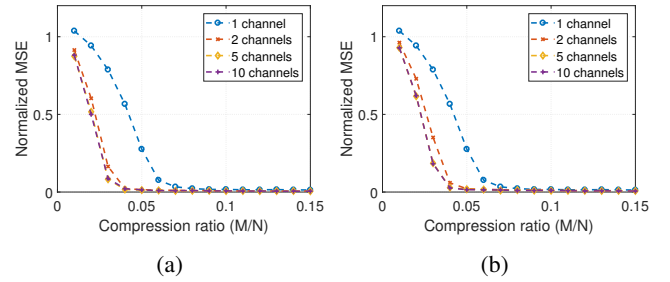 Normalized MSE
1
0.5
0
0
0.05
0.1
0.15
Compression ratio (M/N)
1 channel
2 channels
5 channels
10 channels
(a)
Normalized MSE
1
0.5
0
0
0.05
0.1
0.15
Compression ratio (M/N)
1 channel
2 channels
5 channels
10 channels
(b)